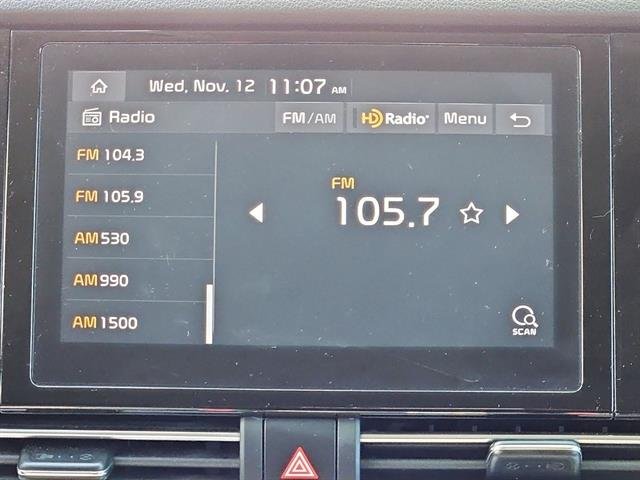 Wed, Nov. 12 11:07 AM
Radio FM/AM HD Radio Menu
FM 104.3
FM 105.9
AM 530
AM 990
AM 1500
FM
105.7
SCAN